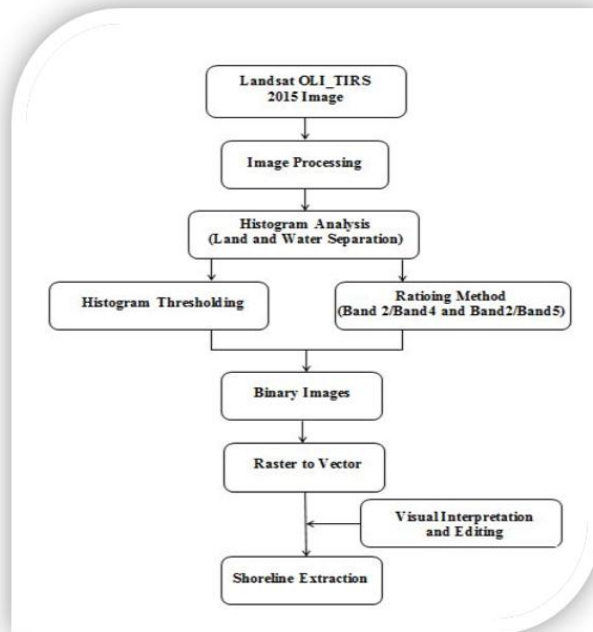 Landsat OLI_TIRS
2015 Image
Image Processing
Histogram Analysis
(Land and Water Separation)
Histogram Thresholding
Ratioing Method
(Band 2/Band4 and Band2/Band5)
Binary Images
Raster to Vector
Visual Interpretation
and Editing
Shoreline Extraction